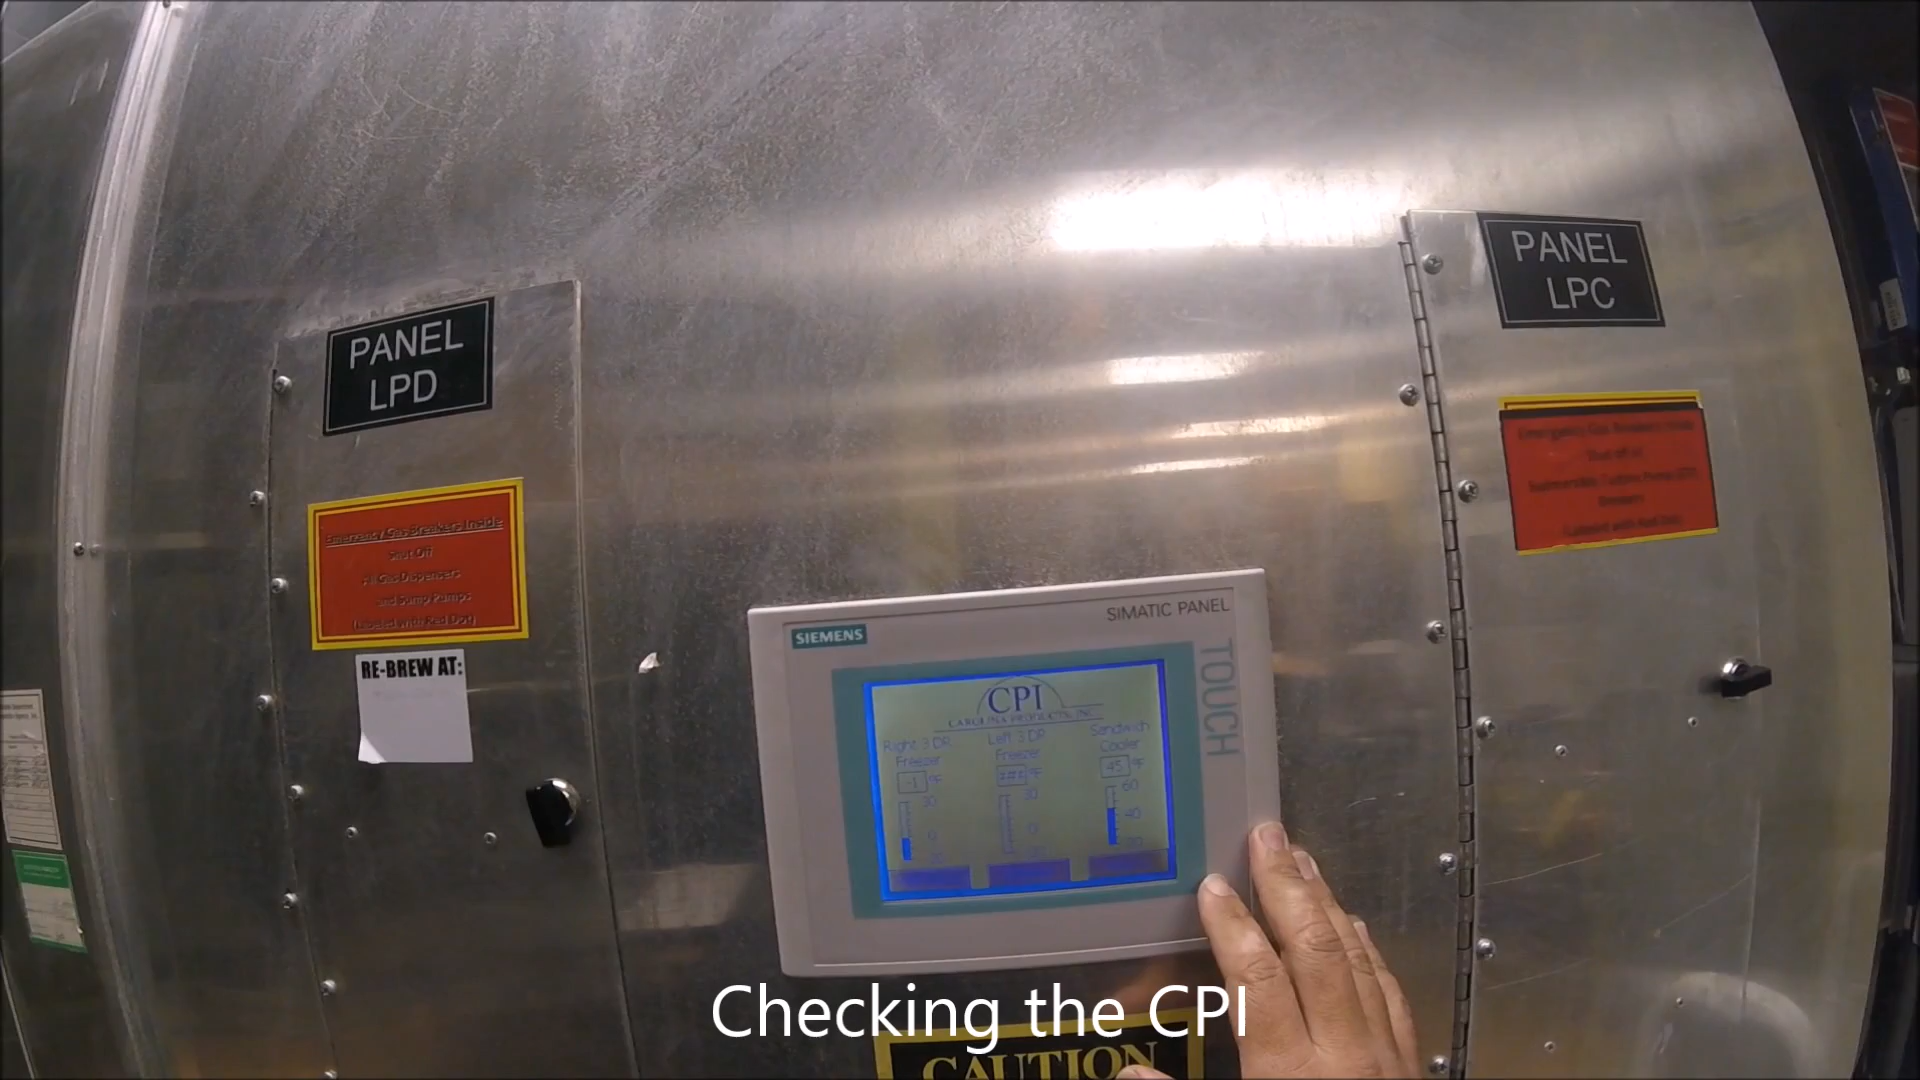 PANEL
LPD
Emergency Gas Breakers Inside
Shut Off
All Gas Dispensers
and Sump Pumps
(Labeled with Red Dot)
RE-BREW AT:
SIEMENS
SIMATIC PANEL
TOUCH
CPI
CAROLINA PRODUCTS, INC.
Right 3 DR
Freezer
-1 °F
30
0
Left 3 DR
Freezer
### °F
30
0
Sandwich
Cooler
45 °F
60
40
PANEL
LPC
Emergency Gas Breakers Inside
Shut off of
Submersible Turbine Pump
(Labeled with Red Dot)
CAUTION
Checking the CPI